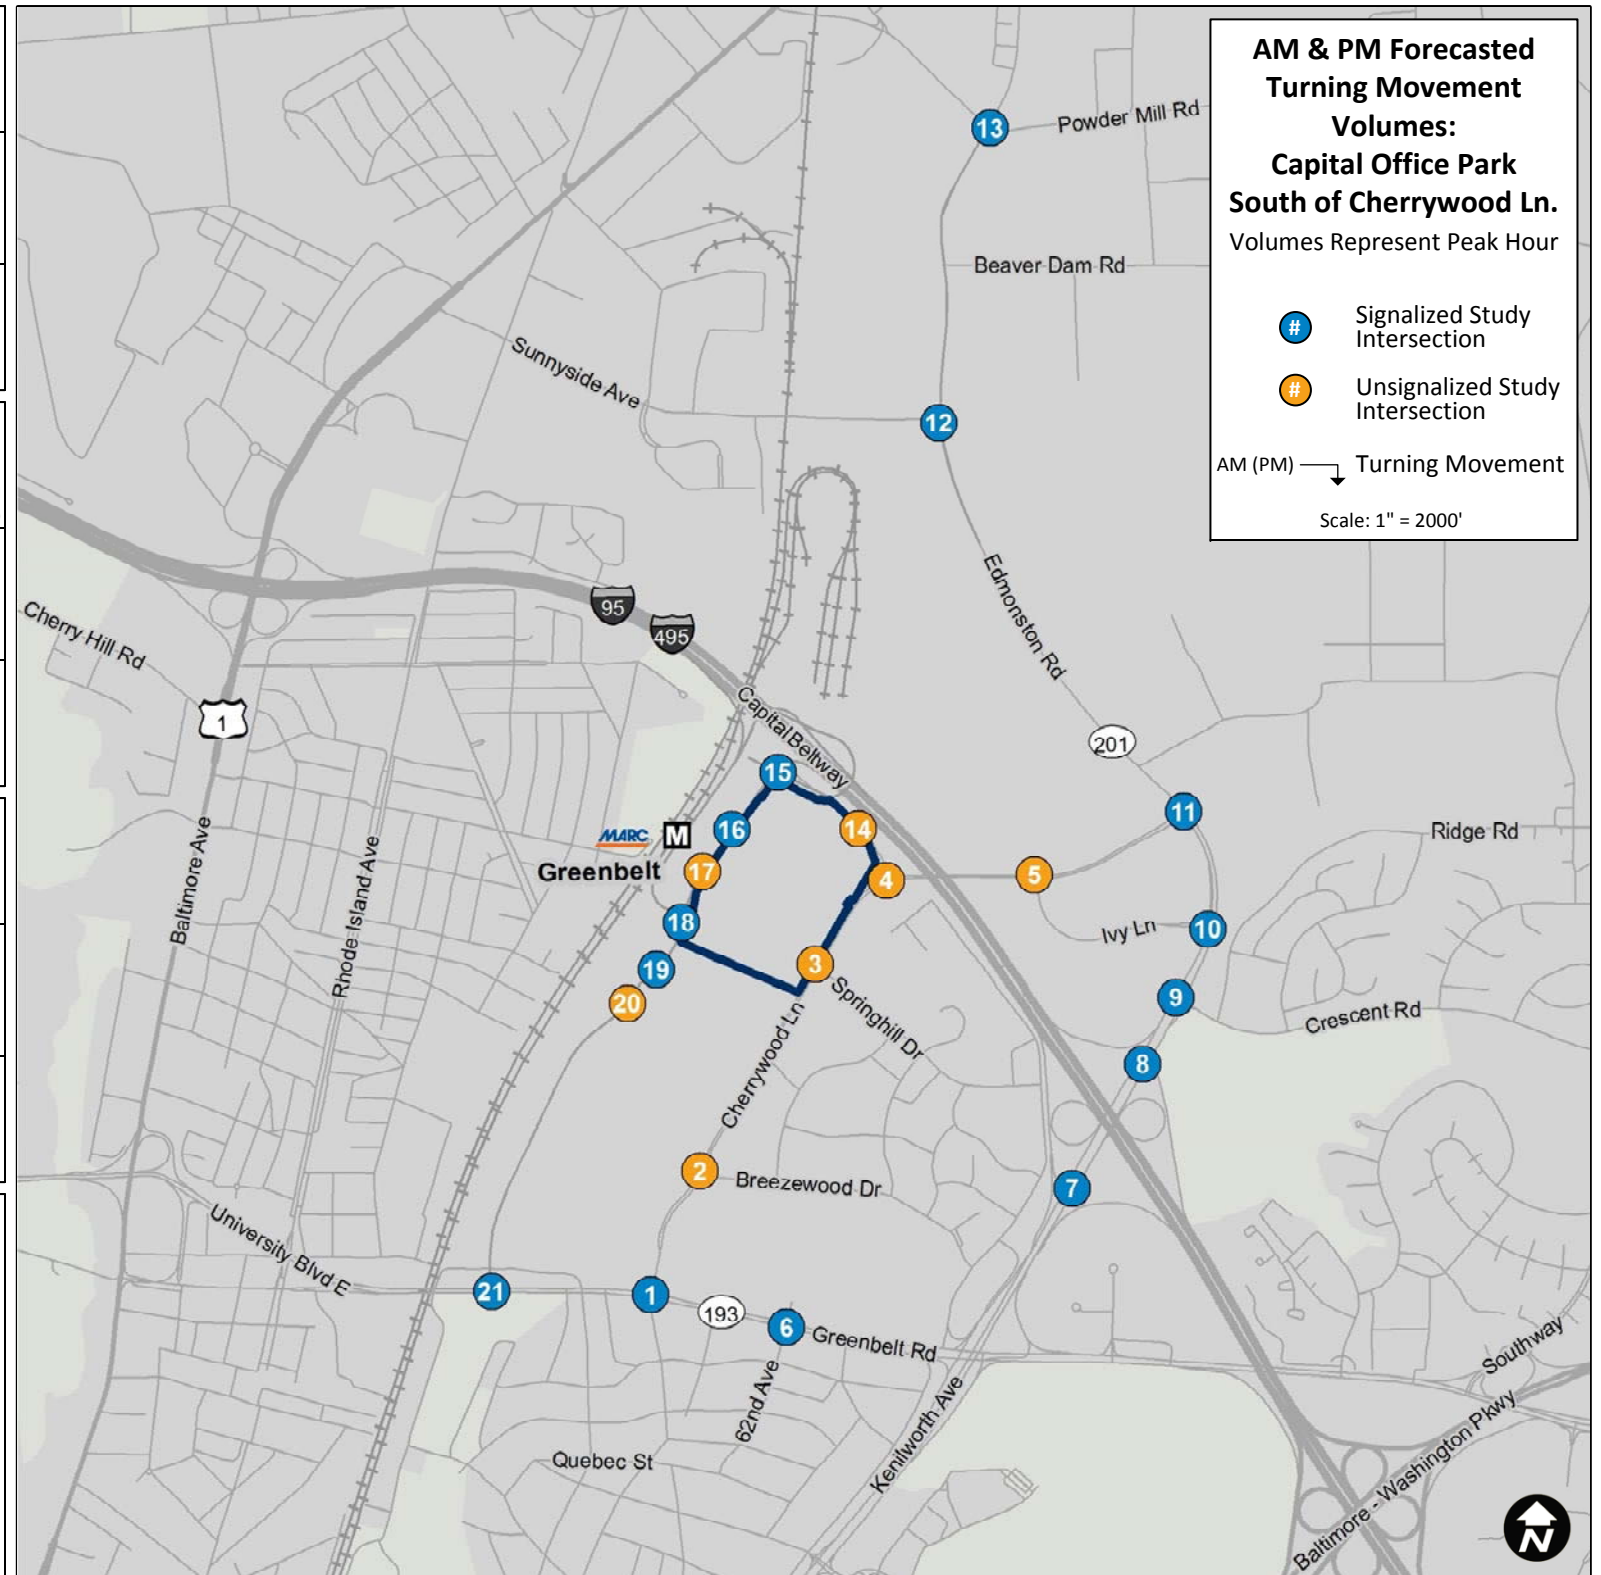 AM & PM Forecasted
Turning Movement
Volumes:
Capital Office Park
South of Cherrywood Ln.
Volumes Represent Peak Hour
#
Signalized Study
Intersection
#
Unsignalized Study
Intersection
AM (PM)
Turning Movement
Scale: 1" = 2000'
13
Powder Mill Rd
Beaver Dam Rd
Sunnyside Ave
12
Edmonston Rd
95
495
Cherry Hill Rd
1
Capital Beltway
201
15
11
16
14
MARC
M
Ridge Rd
Greenbelt
17
4
5
Baltimore Ave
Rhode Island Ave
18
Ivy Ln
10
19
3
20
Springhill Dr
9
Crescent Rd
8
Cherrywood Ln
2
Breezewood Dr
7
University Blvd E
21
1
193
6
Greenbelt Rd
62nd Ave
Southway
Kenilworth Ave
Quebec St
Baltimore - Washington Pkwy
N